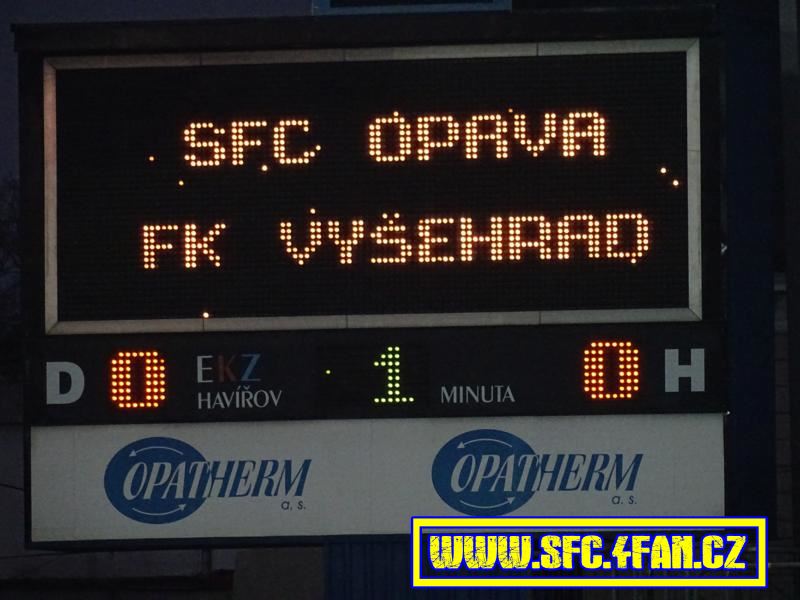 SFC OPAVA
FK VYŠEHRAD
D 0 EKZ HAVÍŘOV 1 MINUTA 0 H
OPATHERM a. s. OPATHERM a. s.
WWW.SFC.4FAN.CZ